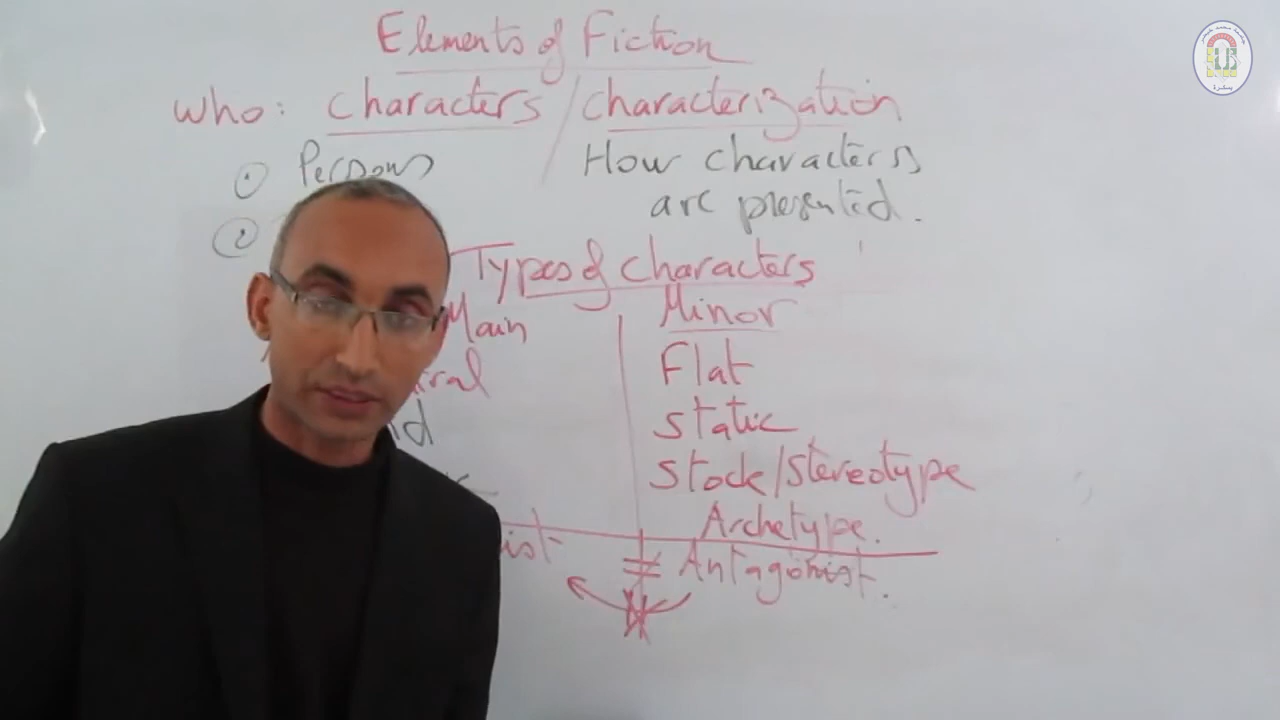 Elements of Fiction
Who: Characters / Characterization
① Persons
How characters
are presented.
②
Types of characters
Main
Minor
Flat
Static
Stock/Stereotype
Archetype.
≠ Antagonist.